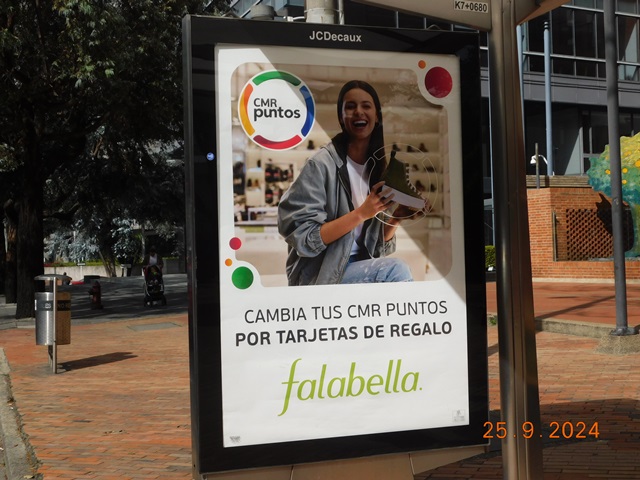 K7+0680
JCDecaux
CMR
puntos
CAMBIA TUS CMR PUNTOS
POR TARJETAS DE REGALO
falabella.
25.9.2024